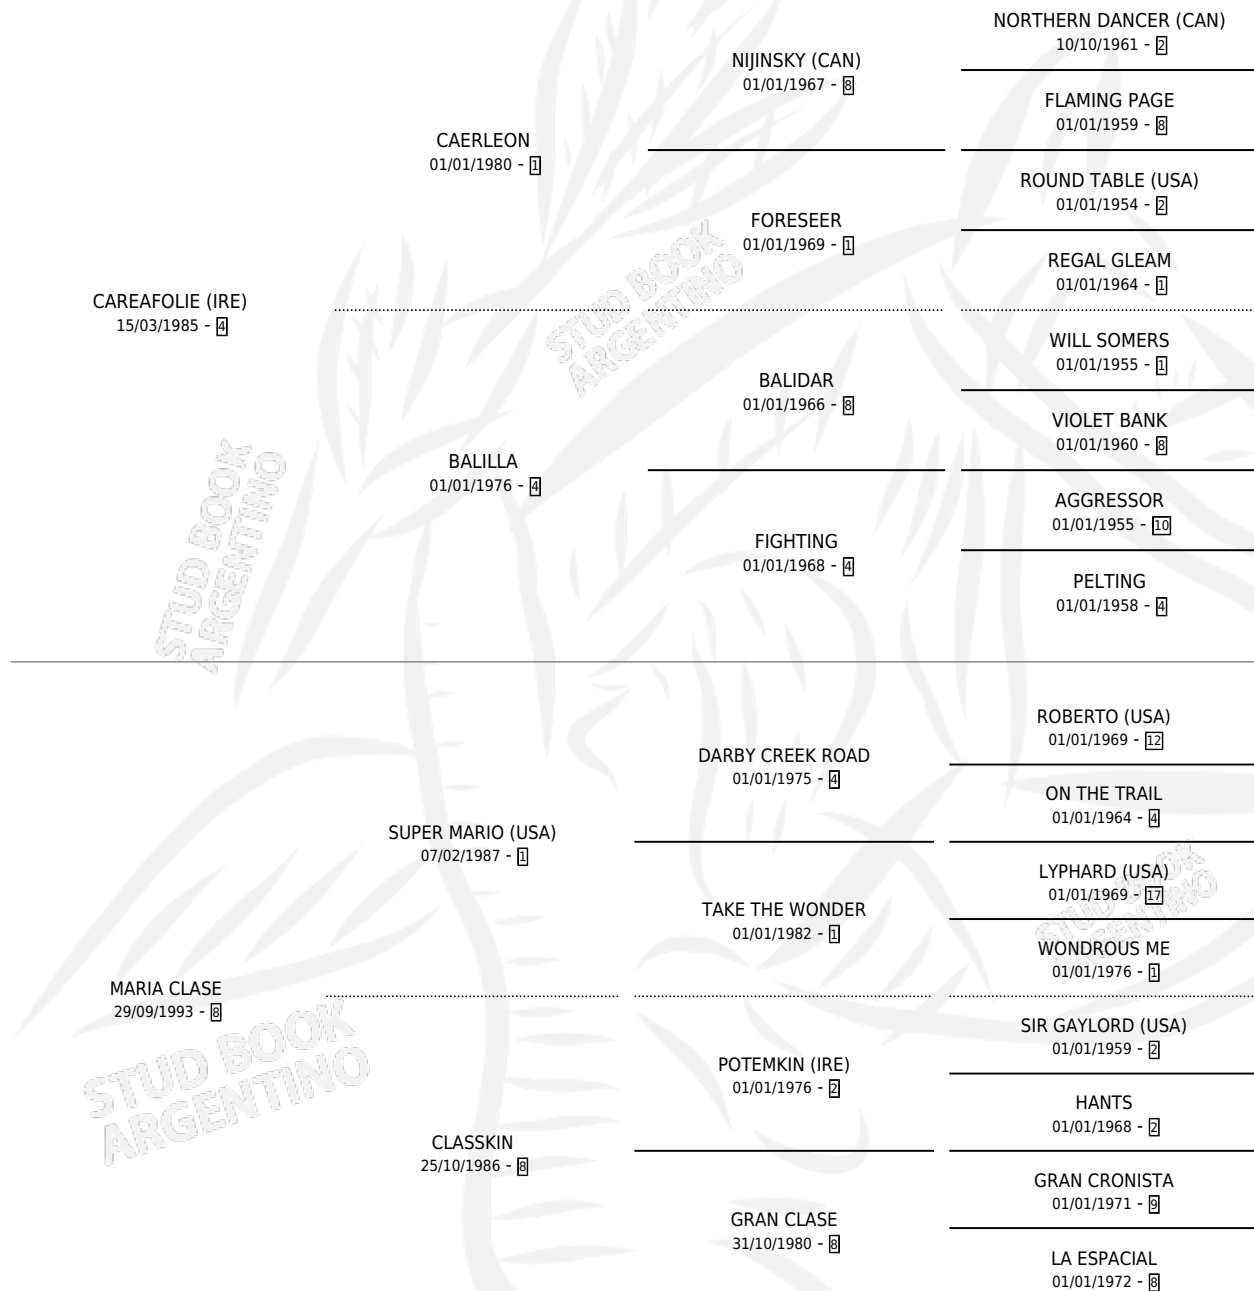 NORTHERN DANCER (CAN)
10/10/1961 - 2
NIJINSKY (CAN)
01/01/1967 - 8
FLAMING PAGE
01/01/1959 - 8
CAERLEON
01/01/1980 - 1
ROUND TABLE (USA)
01/01/1954 - 2
FORESEER
01/01/1969 - 1
REGAL GLEAM
01/01/1964 - 1
CAREAFOLIE (IRE)
15/03/1985 - 4
WILL SOMERS
01/01/1955 - 1
BALIDAR
01/01/1966 - 8
VIOLET BANK
01/01/1960 - 8
BALILLA
01/01/1976 - 4
AGGRESSOR
01/01/1955 - 10
FIGHTING
01/01/1968 - 4
PELTING
01/01/1958 - 4
STUD BOOK
ARGENTINO
STUD BOOK
ARGENTINO
ROBERTO (USA)
01/01/1969 - 12
DARBY CREEK ROAD
01/01/1975 - 4
ON THE TRAIL
01/01/1964 - 4
SUPER MARIO (USA)
07/02/1987 - 1
LYPHARD (USA)
01/01/1969 - 17
TAKE THE WONDER
01/01/1982 - 1
WONDROUS ME
01/01/1976 - 1
STUD BOOK
ARGENTINO
MARIA CLASE
29/09/1993 - 8
SIR GAYLORD (USA)
01/01/1959 - 2
POTEMKIN (IRE)
01/01/1976 - 2
HANTS
01/01/1968 - 2
CLASSKIN
25/10/1986 - 8
GRAN CRONISTA
01/01/1971 - 9
GRAN CLASE
31/10/1980 - 8
LA ESPACIAL
01/01/1972 - 8
STUD BOOK
ARGENTINO